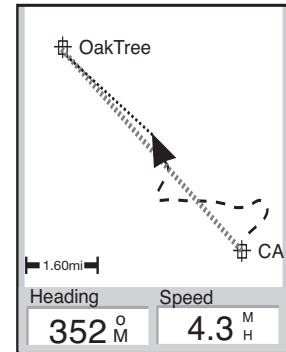 OakTree
CA
1.60mi
Heading
Speed
352 o M
4.3 M H